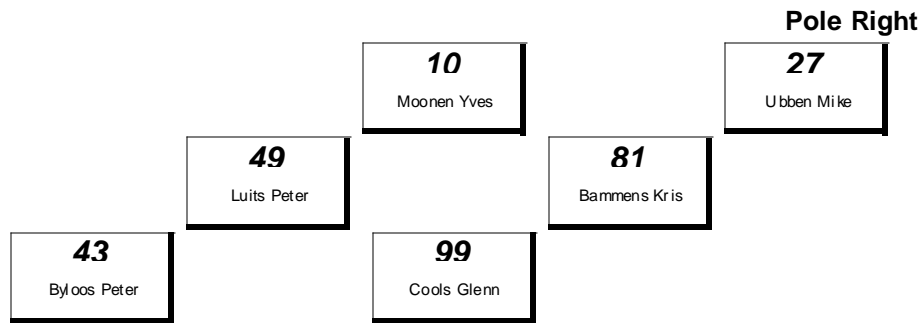 Pole Right
10
Moonen Yves
27
Ubben Mike
49
Luits Peter
81
Bammens Kris
43
Byloos Peter
99
Cools Glenn